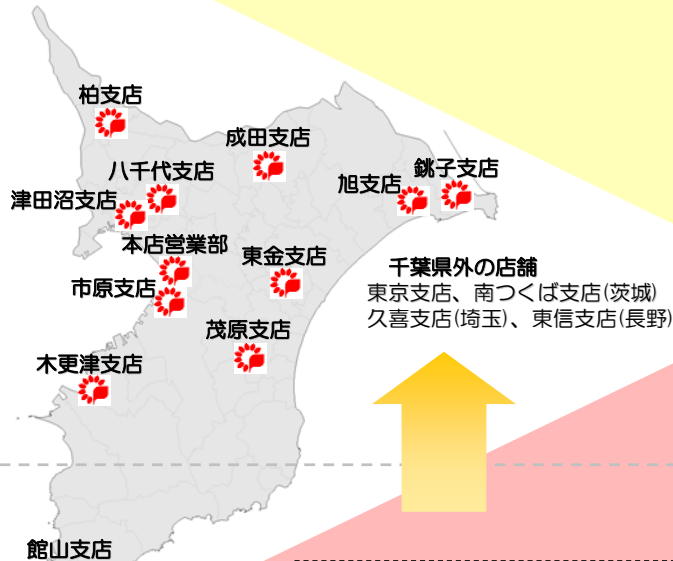 柏支店
成田支店
八千代支店
旭支店
銚子支店
津田沼支店
本店営業部
東金支店
市原支店
千葉県外の店舗
東京支店、南つくば支店(茨城)
久喜支店(埼玉)、東信支店(長野)
茂原支店
木更津支店
館山支店